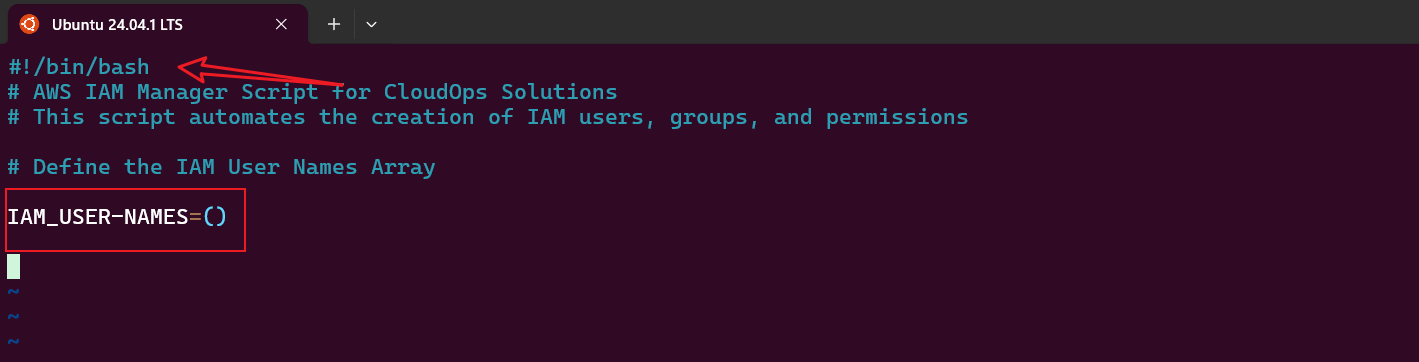 Ubuntu 24.04.1 LTS
#!/bin/bash
# AWS IAM Manager Script for CloudOps Solutions
# This script automates the creation of IAM users, groups, and permissions
# Define the IAM User Names Array
IAM_USER-NAMES=()
~
~
~